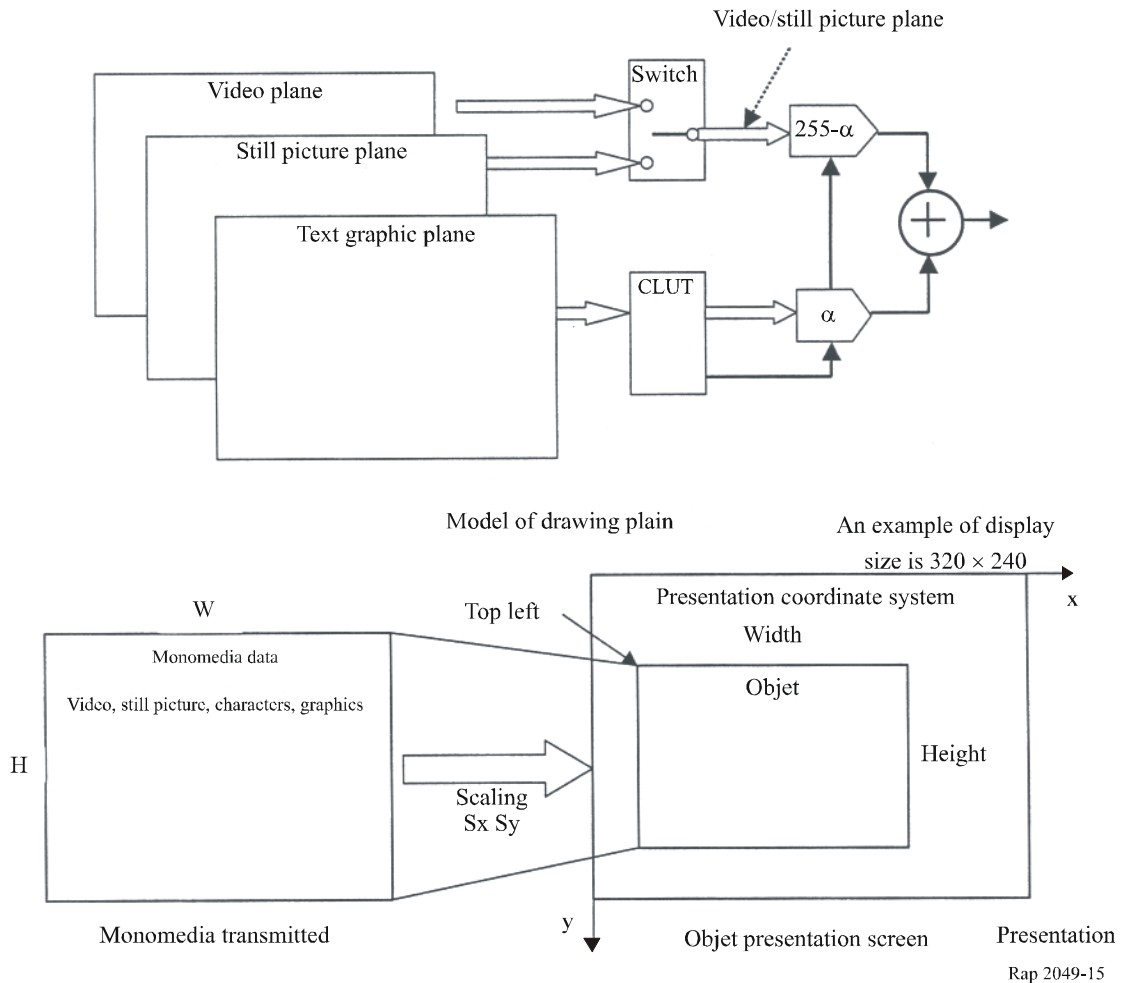 Video/still picture plane
Video plane
Switch
Still picture plane
255-α
Text graphic plane
CLUT
α
Model of drawing plain
An example of display
size is 320 × 240
x
Presentation coordinate system
W
Top left
Width
Monomedia data
Objet
Video, still picture, characters, graphics
H
Height
Scaling
Sx Sy
y
Monomedia transmitted
Objet presentation screen
Presentation
Rap 2049-15